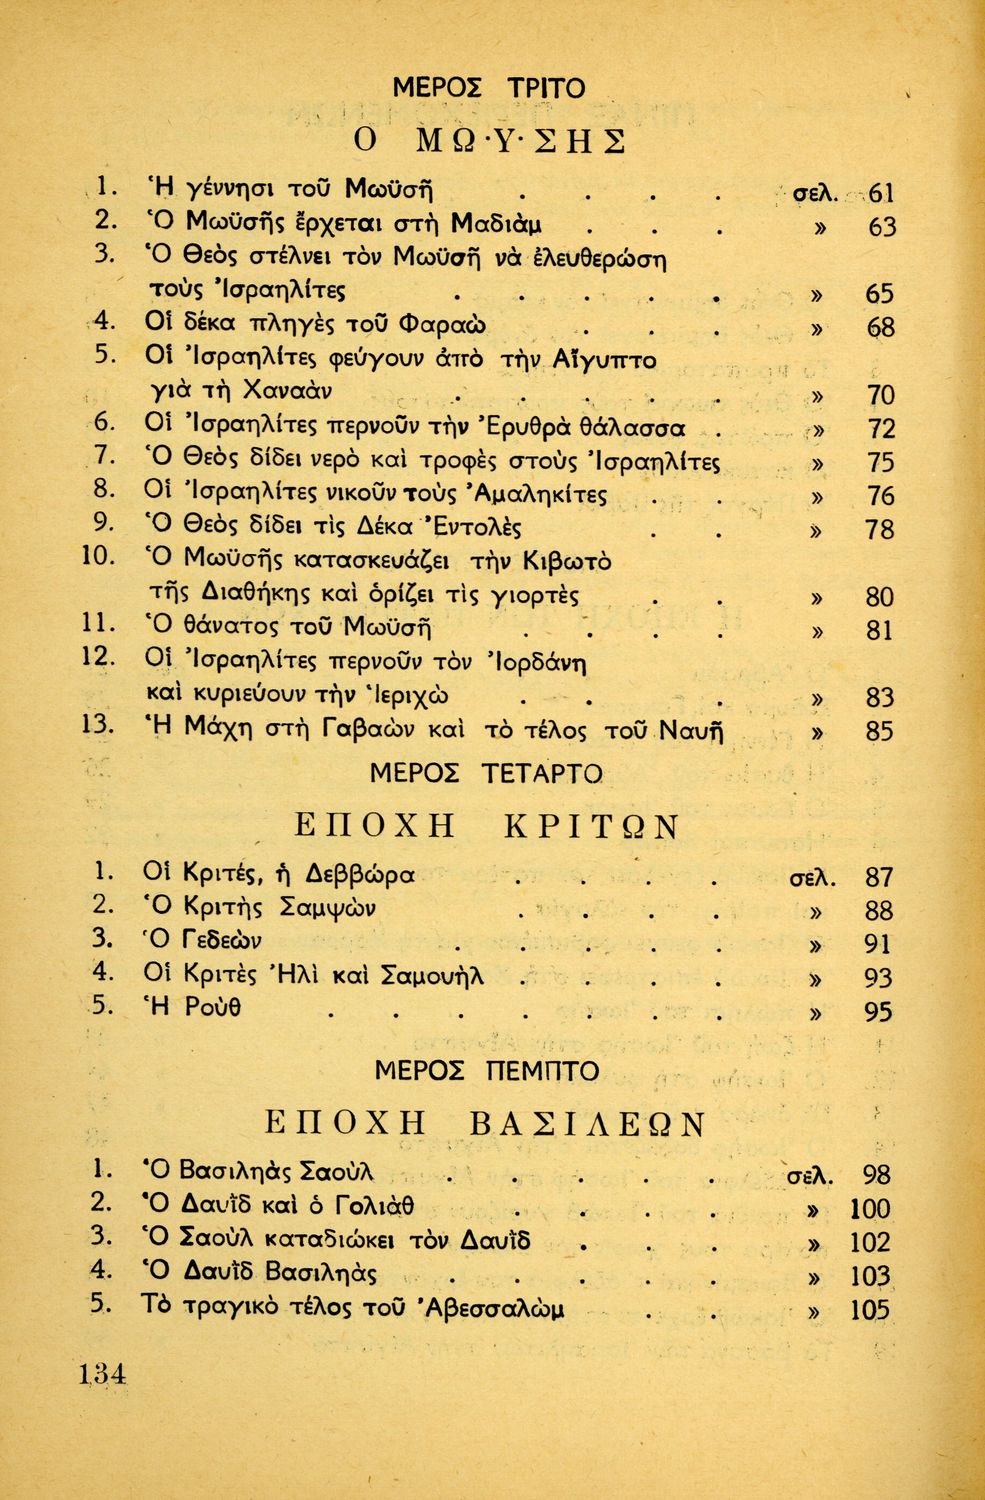 ΜΕΡΟΣ ΤΡΙΤΟ
Ο ΜΩ·Υ·ΣΗΣ
1. Ἡ γέννησι τοῦ Μωϋσῆ . . . . σελ. 61
2. Ὁ Μωϋσῆς ἔρχεται στὴ Μαδιὰμ . . . » 63
3. Ὁ Θεὸς στέλνει τὸν Μωϋσῆ νὰ ἐλευθερώση
τοὺς Ἰσραηλίτες . . . . . » 65
4. Οἱ δέκα πληγὲς τοῦ Φαραὼ . . . » 68
5. Οἱ Ἰσραηλίτες φεύγουν ἀπὸ τὴν Αἴγυπτο
γιὰ τὴ Χαναὰν . . . . . » 70
6. Οἱ Ἰσραηλίτες περνοῦν τὴν Ἐρυθρὰ θάλασσα . » 72
7. Ὁ Θεὸς δίδει νερὸ καὶ τροφὲς στοὺς Ἰσραηλίτες » 75
8. Οἱ Ἰσραηλίτες νικοῦν τοὺς Ἀμαληκίτες . . » 76
9. Ὁ Θεὸς δίδει τὶς Δέκα Ἐντολὲς . . » 78
10. Ὁ Μωϋσῆς κατασκευάζει τὴν Κιβωτὸ
τῆς Διαθήκης καὶ ὁρίζει τὶς γιορτὲς . . » 80
11. Ὁ θάνατος τοῦ Μωϋσῆ . . . . » 81
12. Οἱ Ἰσραηλίτες περνοῦν τὸν Ἰορδάνη
καὶ κυριεύουν τὴν Ἱεριχὼ . . . » 83
13. Ἡ Μάχη στὴ Γαβαὼν καὶ τὸ τέλος τοῦ Ναυῆ » 85
ΜΕΡΟΣ ΤΕΤΑΡΤΟ
ΕΠΟΧΗ ΚΡΙΤΩΝ
1. Οἱ Κριτές, ἡ Δεββώρα . . . . σελ. 87
2. Ὁ Κριτὴς Σαμψὼν . . . . » 88
3. Ὁ Γεδεὼν . . . . . » 91
4. Οἱ Κριτὲς Ἠλὶ καὶ Σαμουὴλ . . . . » 93
5. Ἡ Ροὺθ . . . . . . . » 95
ΜΕΡΟΣ ΠΕΜΠΤΟ
ΕΠΟΧΗ ΒΑΣΙΛΕΩΝ
1. Ὁ Βασιληὰς Σαοὺλ . . . . . σελ. 98
2. Ὁ Δαυῒδ καὶ ὁ Γολιὰθ . . . . » 100
3. Ὁ Σαοὺλ καταδιώκει τὸν Δαυῒδ . . . » 102
4. Ὁ Δαυῒδ Βασιληὰς . . . . . » 103
5. Τὸ τραγικὸ τέλος τοῦ Ἀβεσσαλὼμ . . » 105
134